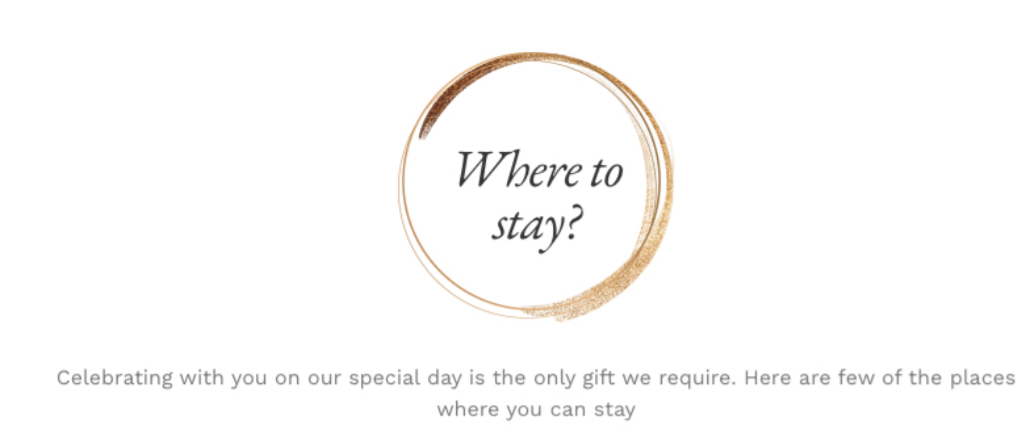 Where to
stay?
Celebrating with you on our special day is the only gift we require. Here are few of the places
where you can stay